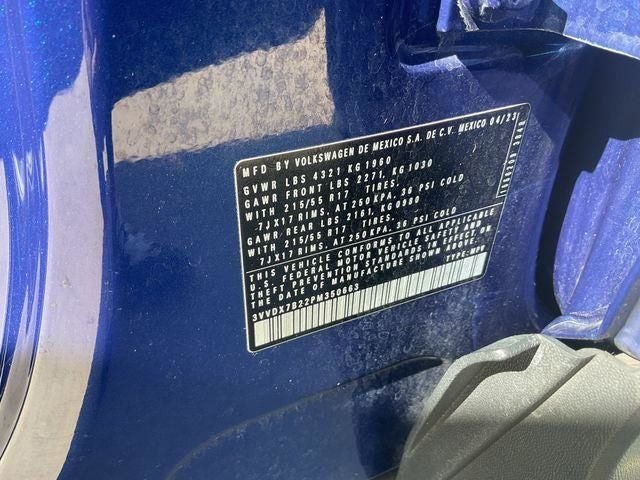 MFD BY VOLKSWAGEN DE MEXICO S.A. DE C.V. MEXICO 04/23
GVWR LBS 4321 KG 1960
GAWR FRONT LBS 2271, KG 1030
WITH 215/55 R17 TIRES.
7JX17 RIMS, AT 250 KPA. 36 PSI COLD
GAWR REAR LBS 2161, KG 0980
WITH 215/55 R17 TIRES,
7JX17 RIMS. AT 250 KPA. 36 PSI COLD
THIS VEHICLE CONFORMS TO ALL APPLICABLE
U.S. FEDERAL MOTOR VEHICLE SAFETY AND
THEFT PREVENTION STANDARDS IN EFFECT ON
THE DATE OF MANUFACTURE SHOWN ABOVE.
TYPE: MPV
3VVDX7B22PM350663